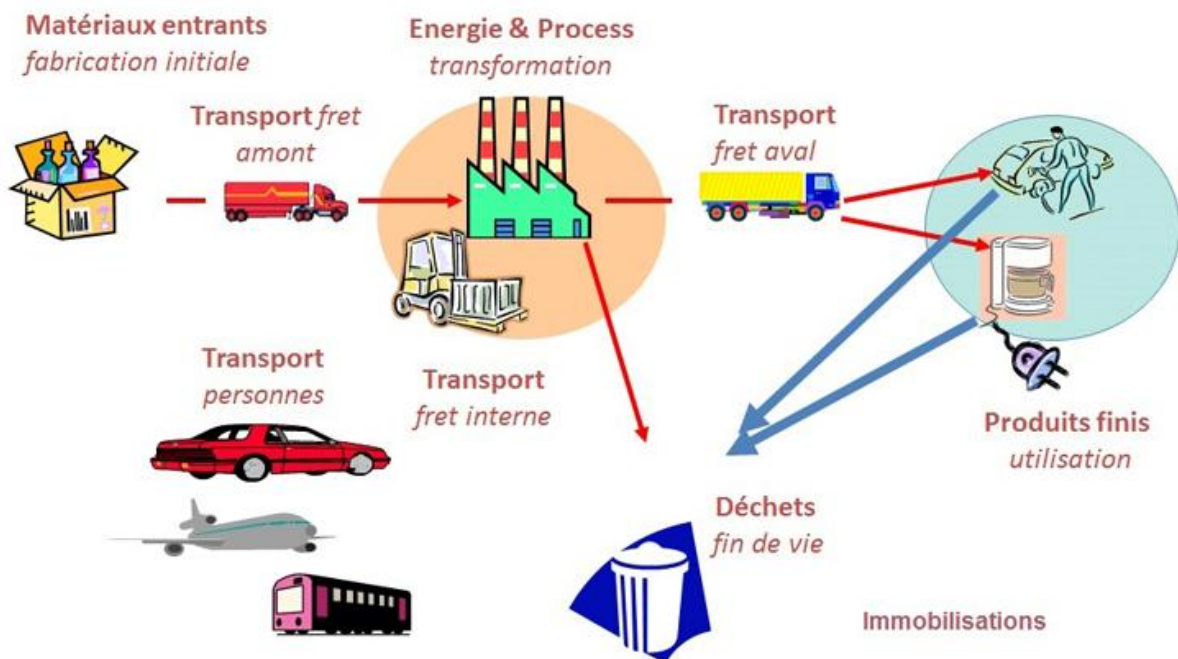 Matériaux entrants
fabrication initiale
Energie & Process
transformation
Transport fret
amont
Transport
fret aval
Transport
personnes
Transport
fret interne
Produits finis
utilisation
Déchets
fin de vie
Immobilisations